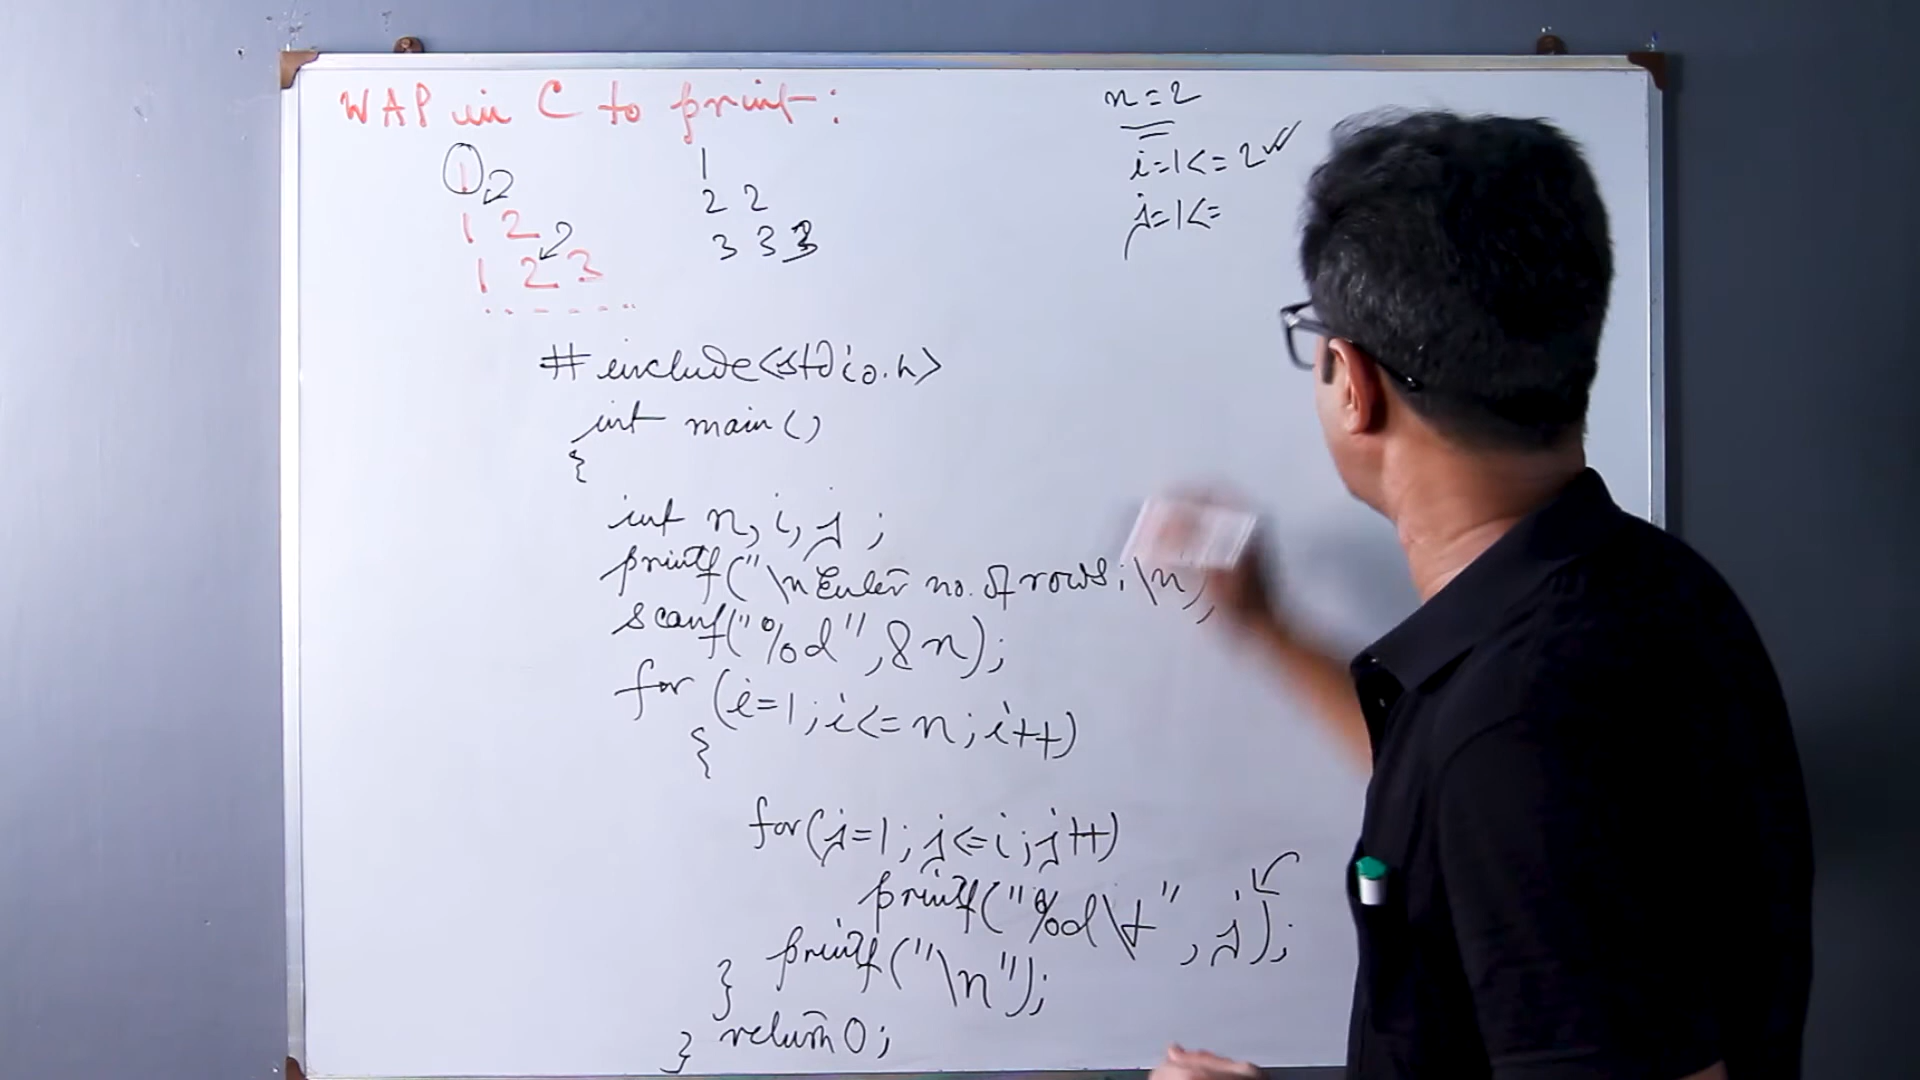 WAP in C to print:
1 2
1 2 2
1 2 3
.......
1
2 2
3 3 3
n=2
i=1<=2
j=1<=
#include<stdio.h>
int main()
{
int n, i, j ;
printf("\nEnter no. of rows: \n);
scanf("%d", &n);
for (i=1; i<=n; i++)
{
for(j=1; j<=i; j++)
printf("%d\t", j);
printf("\n");
}
return 0;
}